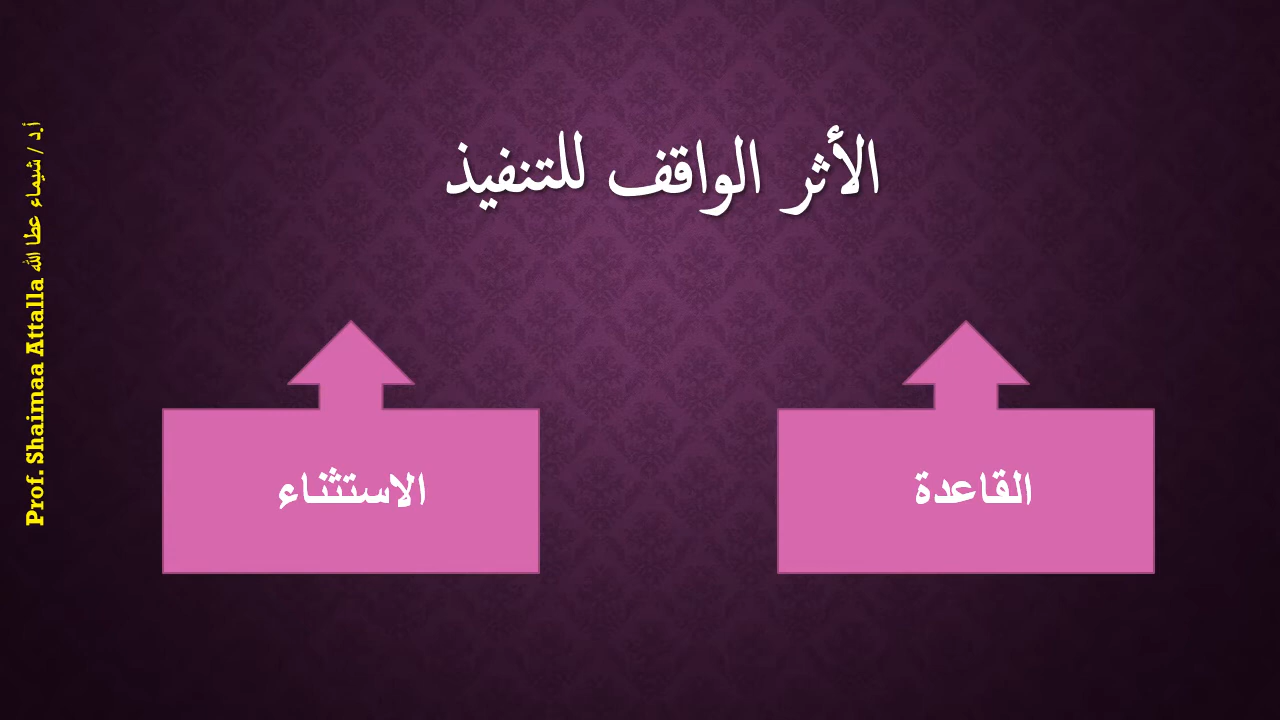 الأثر الواقف للتنفيذ
القاعدة
الاستثناء
Prof. Shaimaa Attalla أ.د / شيماء عطا الله